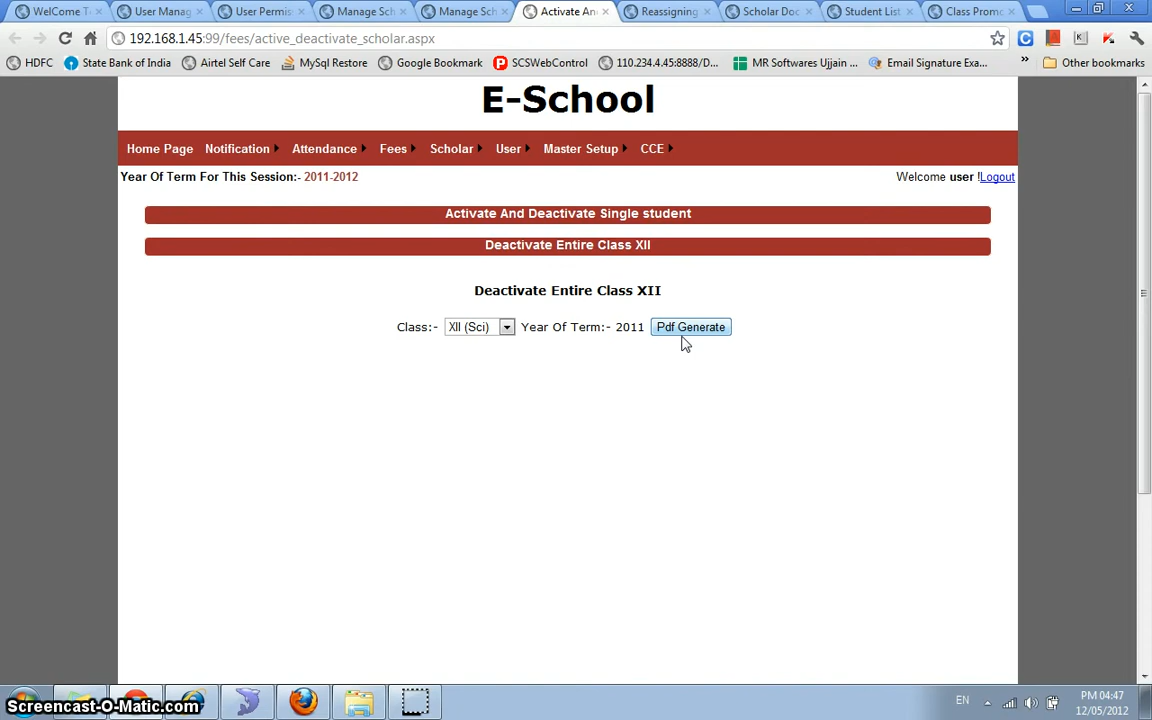 WelCome T
User Manag
User Permis
Manage Sch
Manage Sch
Activate An
Reassigning
Scholar Doc
Student List
Class Promo
192.168.1.45:99/fees/active_deactivate_scholar.aspx
HDFC
State Bank of India
Airtel Self Care
MySql Restore
Google Bookmark
SCSWebControl
110.234.4.45:8888/D...
MR Softwares Ujjain ...
Email Signature Exa...
»
Other bookmarks
E-School
Home Page Notification Attendance Fees Scholar User Master Setup CCE
Year Of Term For This Session:- 2011-2012
Welcome user !Logout
Activate And Deactivate Single student
Deactivate Entire Class XII
Deactivate Entire Class XII
Class:- XII (Sci) Year Of Term:- 2011 Pdf Generate
Screencast-O-Matic.com
EN
PM 04:47
12/05/2012